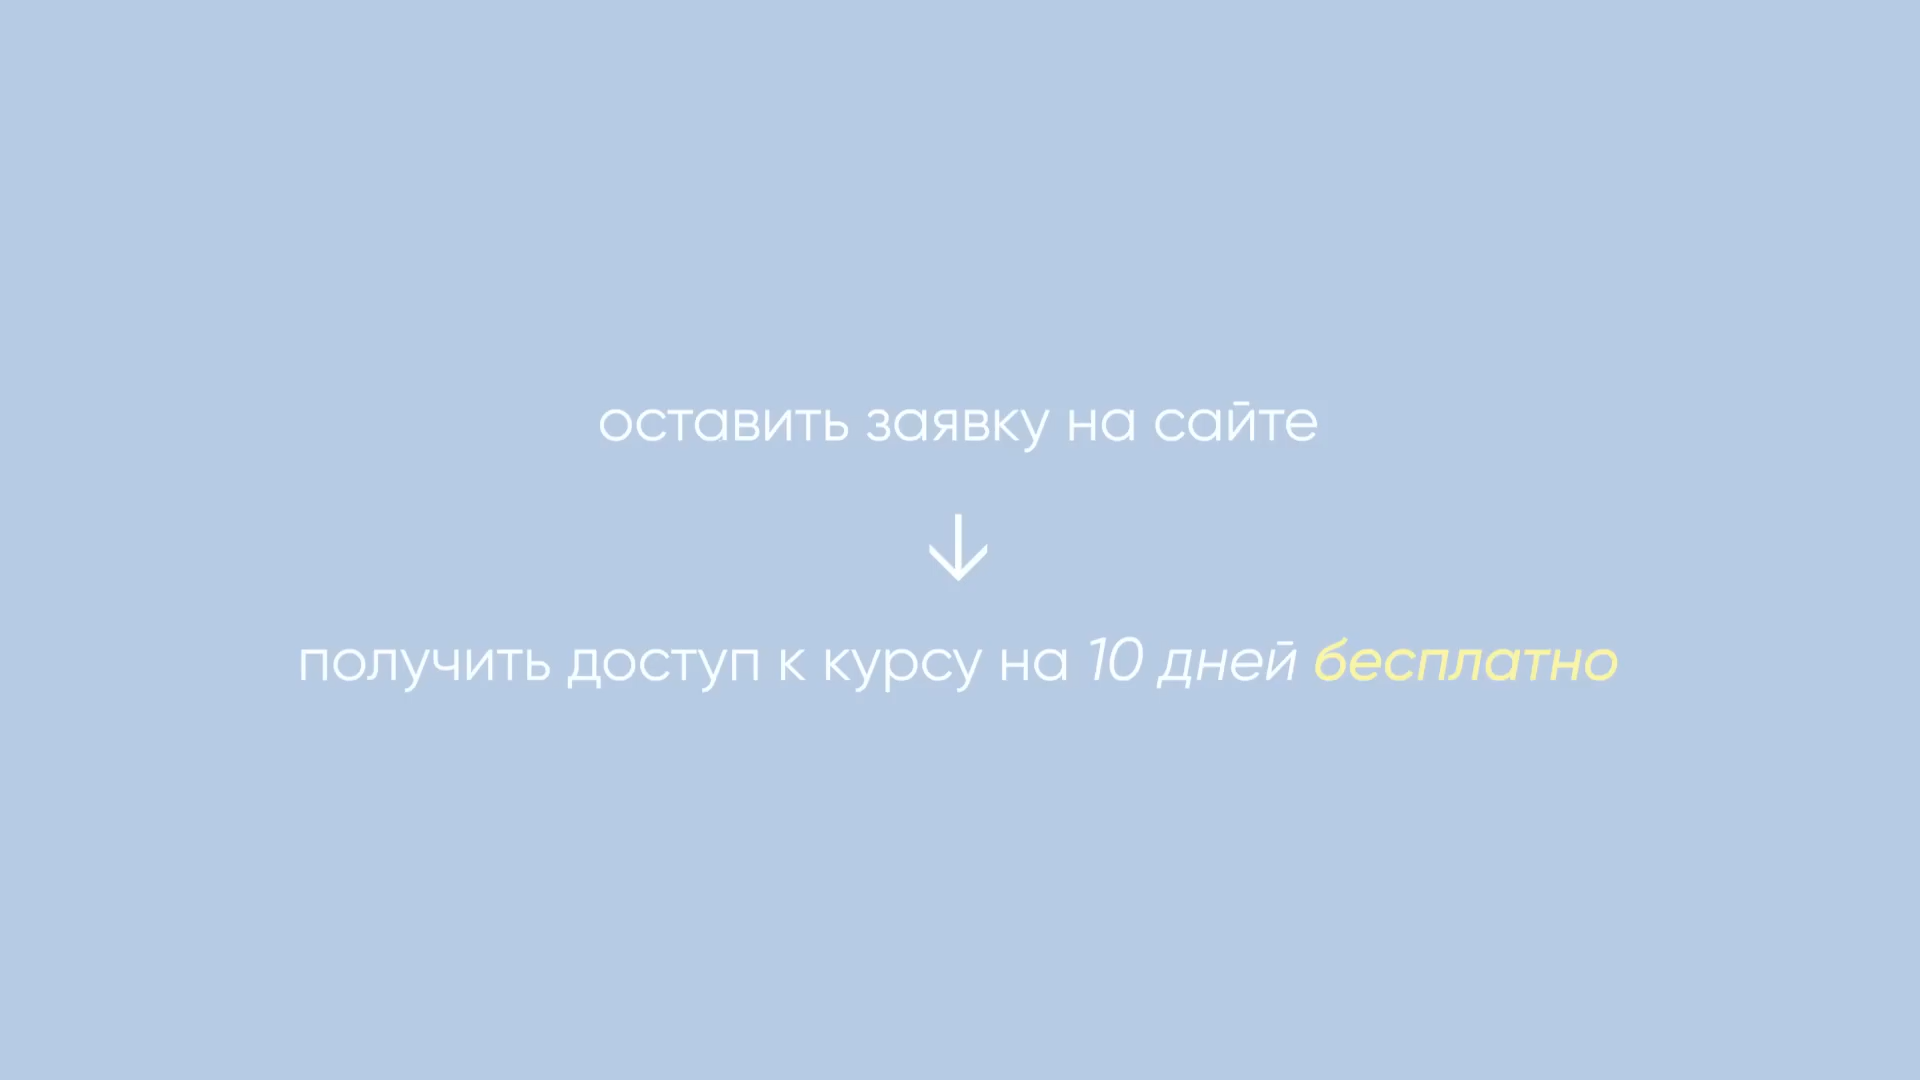 оставить заявку на сайте
↓
получить доступ к курсу на 10 дней бесплатно